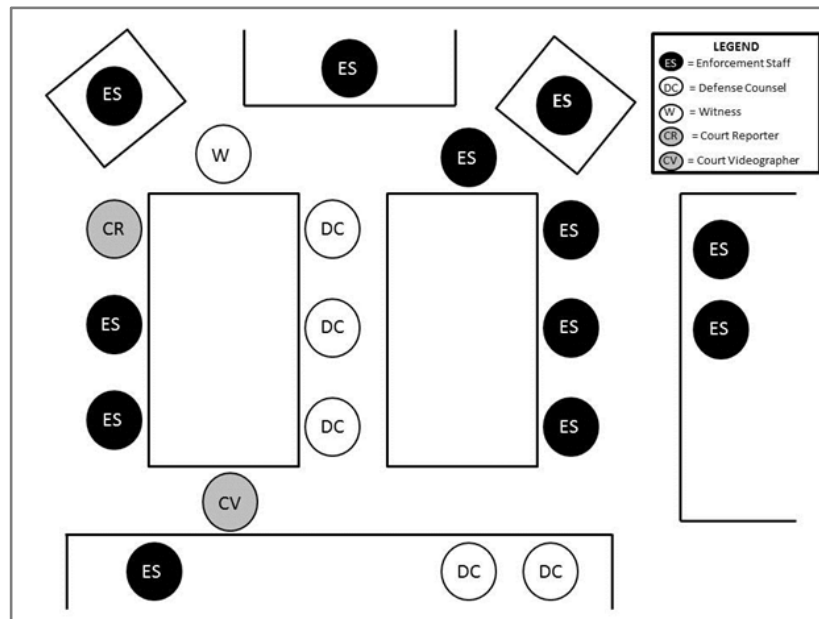 LEGEND
ES = Enforcement Staff
DC = Defense Counsel
W = Witness
CR = Court Reporter
CV = Court Videographer
ES
ES
ES
W
ES
CR
DC
ES
ES
ES
DC
ES
ES
ES
DC
ES
CV
ES
DC
DC